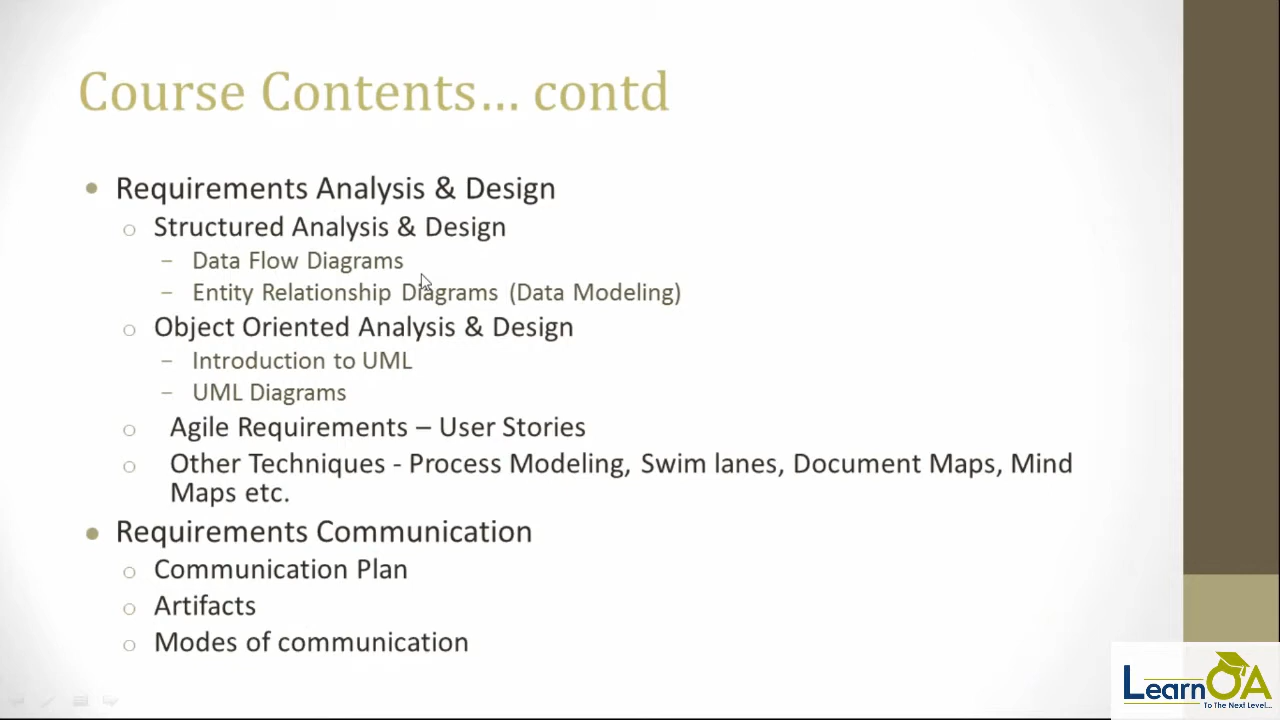 Course Contents... contd
• Requirements Analysis & Design
○ Structured Analysis & Design
– Data Flow Diagrams
– Entity Relationship Diagrams (Data Modeling)
○ Object Oriented Analysis & Design
– Introduction to UML
– UML Diagrams
○ Agile Requirements – User Stories
○ Other Techniques - Process Modeling, Swim lanes, Document Maps, Mind
Maps etc.
• Requirements Communication
○ Communication Plan
○ Artifacts
○ Modes of communication
LearnOA
To The Next Level...